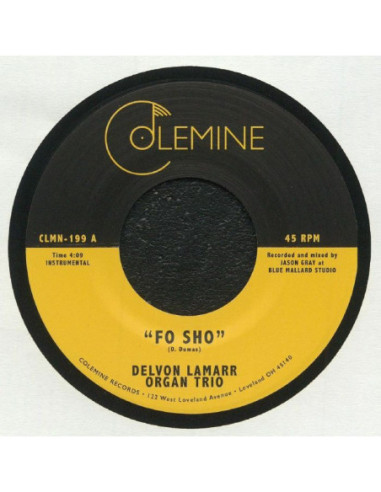 COLEMINE
CLMN-199 A
45 RPM
Time 4:09
INSTRUMENTAL
Recorded and mixed by
JASON GRAY at
BLUE MALLARD STUDIO
"FO SHO"
(D. Dumas)
DELVON LAMARR
ORGAN TRIO
COLEMINE RECORDS • 122 West Loveland Avenue • Loveland OH 45140